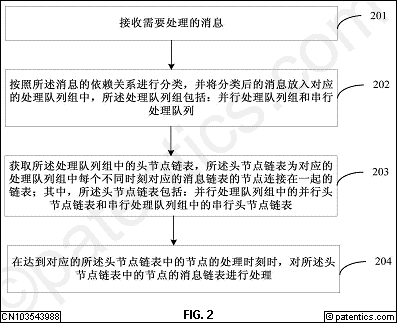 接收需要处理的消息
201
按照所述消息的依赖关系进行分类，并将分类后的消息放入对应
的处理队列组中，所述处理队列组包括：并行处理队列组和串行
处理队列
202
获取所述处理队列组中的头节点链表，所述头节点链表为对应的
处理队列组中每个不同时刻对应的消息链表的节点连接在一起的
链表；其中，所述头节点链表包括：并行处理队列组中的并行头
节点链表和串行处理队列组中的串行头节点链表
203
在达到对应的所述头节点链表中的节点的处理时刻时，对所述头
节点链表中的节点的消息链表进行处理
204
CN103543988
FIG. 2
©patentics.com
©patentics.com